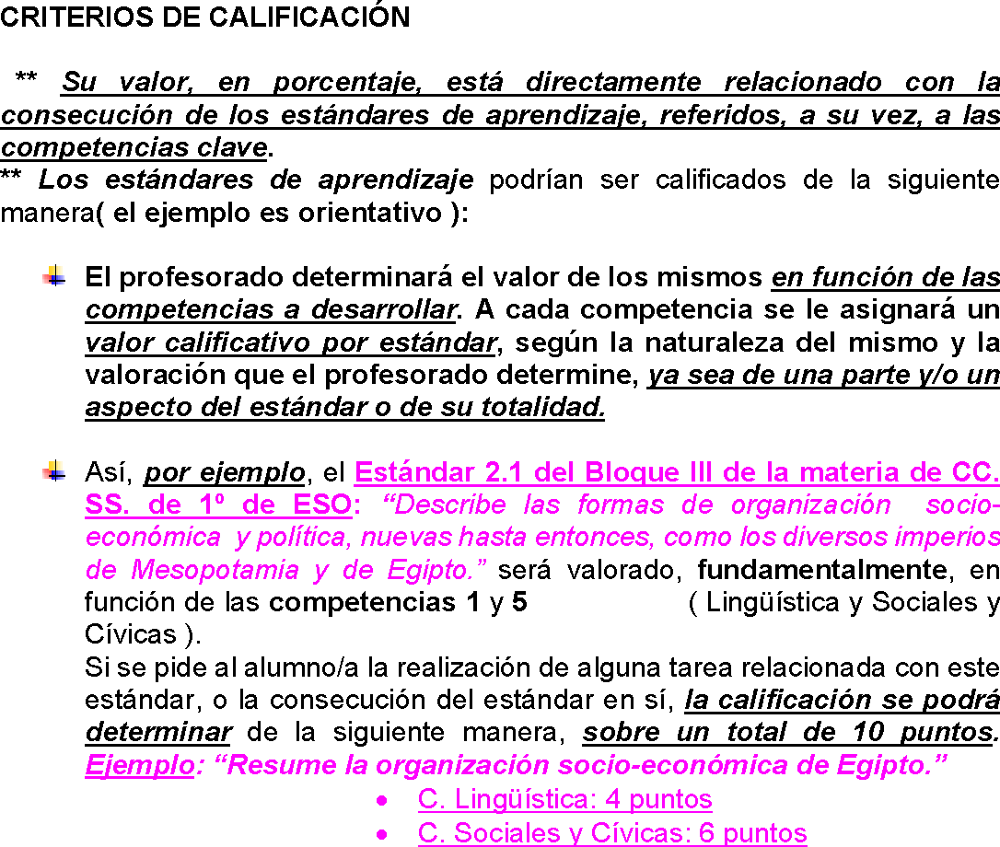 CRITERIOS DE CALIFICACIÓN
** Su valor, en porcentaje, está directamente relacionado con la
consecución de los estándares de aprendizaje, referidos, a su vez, a las
competencias clave.
** Los estándares de aprendizaje podrían ser calificados de la siguiente
manera( el ejemplo es orientativo ):
El profesorado determinará el valor de los mismos en función de las
competencias a desarrollar. A cada competencia se le asignará un
valor calificativo por estándar, según la naturaleza del mismo y la
valoración que el profesorado determine, ya sea de una parte y/o un
aspecto del estándar o de su totalidad.
Así, por ejemplo, el Estándar 2.1 del Bloque III de la materia de CC.
SS. de 1º de ESO: “Describe las formas de organización socio-
económica y política, nuevas hasta entonces, como los diversos imperios
de Mesopotamia y de Egipto.” será valorado, fundamentalmente, en
función de las competencias 1 y 5 ( Lingüística y Sociales y
Cívicas ).
Si se pide al alumno/a la realización de alguna tarea relacionada con este
estándar, o la consecución del estándar en sí, la calificación se podrá
determinar de la siguiente manera, sobre un total de 10 puntos.
Ejemplo: “Resume la organización socio-económica de Egipto.”
• C. Lingüística: 4 puntos
• C. Sociales y Cívicas: 6 puntos